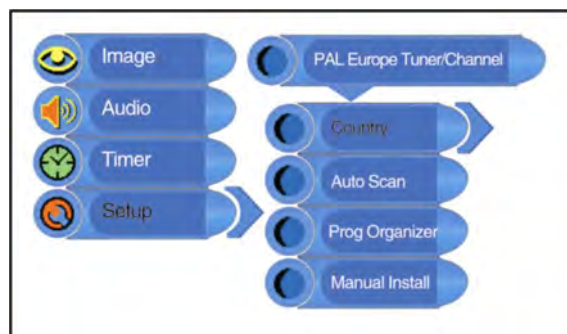 Image
Audio
Timer
Setup
PAL Europe Tuner/Channel
Country
Auto Scan
Prog Organizer
Manual Install